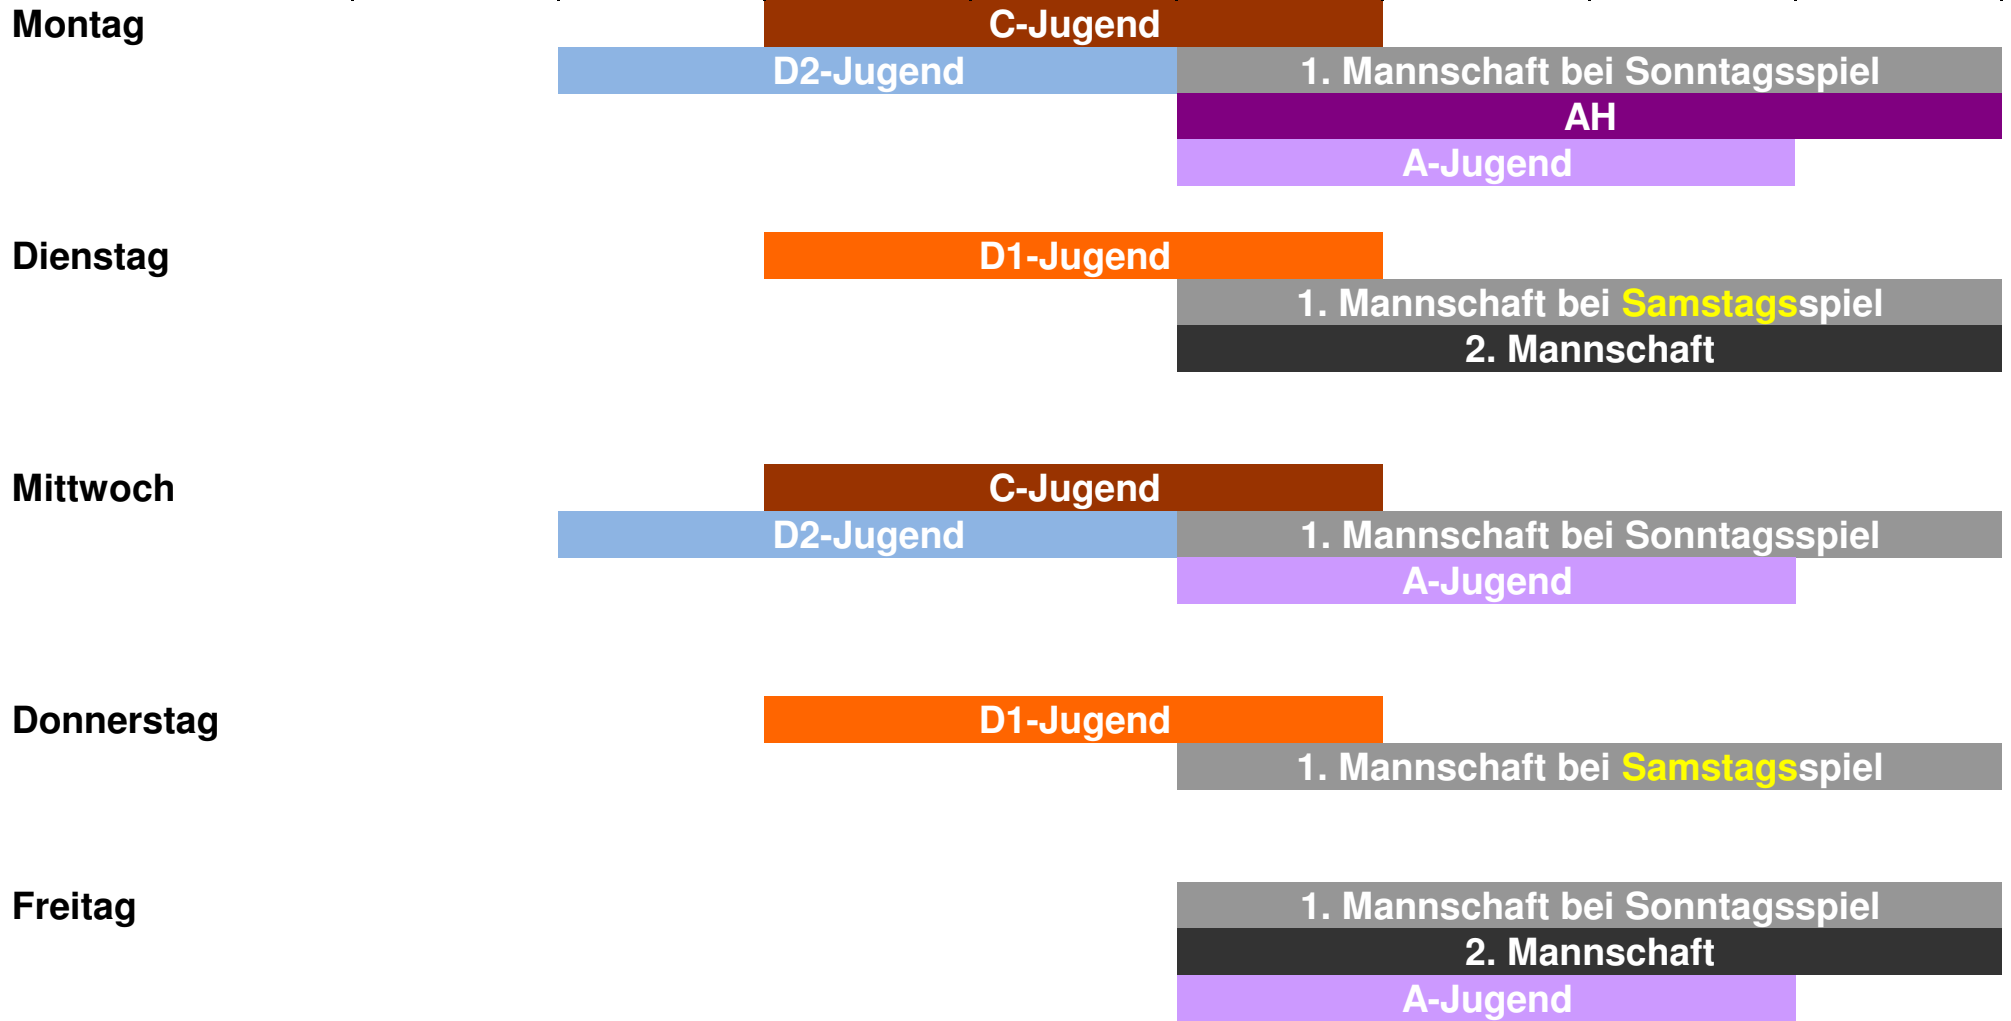 Montag
C-Jugend
D2-Jugend
1. Mannschaft bei Sonntagsspiel
AH
A-Jugend
Dienstag
D1-Jugend
1. Mannschaft bei Samstagsspiel
2. Mannschaft
Mittwoch
C-Jugend
D2-Jugend
1. Mannschaft bei Sonntagsspiel
A-Jugend
Donnerstag
D1-Jugend
1. Mannschaft bei Samstagsspiel
Freitag
1. Mannschaft bei Sonntagsspiel
2. Mannschaft
A-Jugend